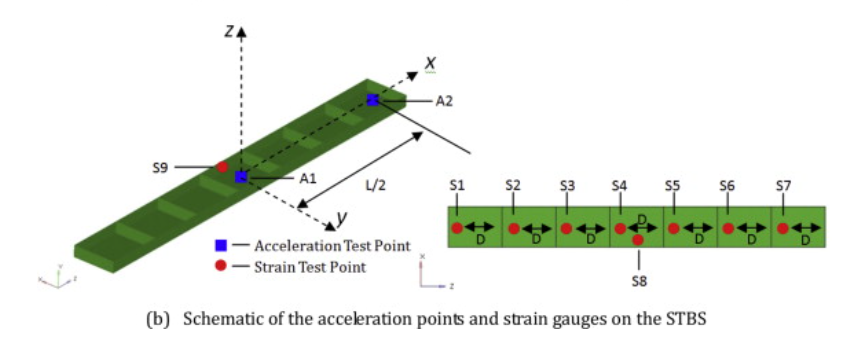 Z
X
A2
S9
A1
L/2
y
Acceleration Test Point
Strain Test Point
S1 S2 S3 S4 S5 S6 S7
D D D D D D D
S8
Y
X Z
X
Z
(b) Schematic of the acceleration points and strain gauges on the STBS